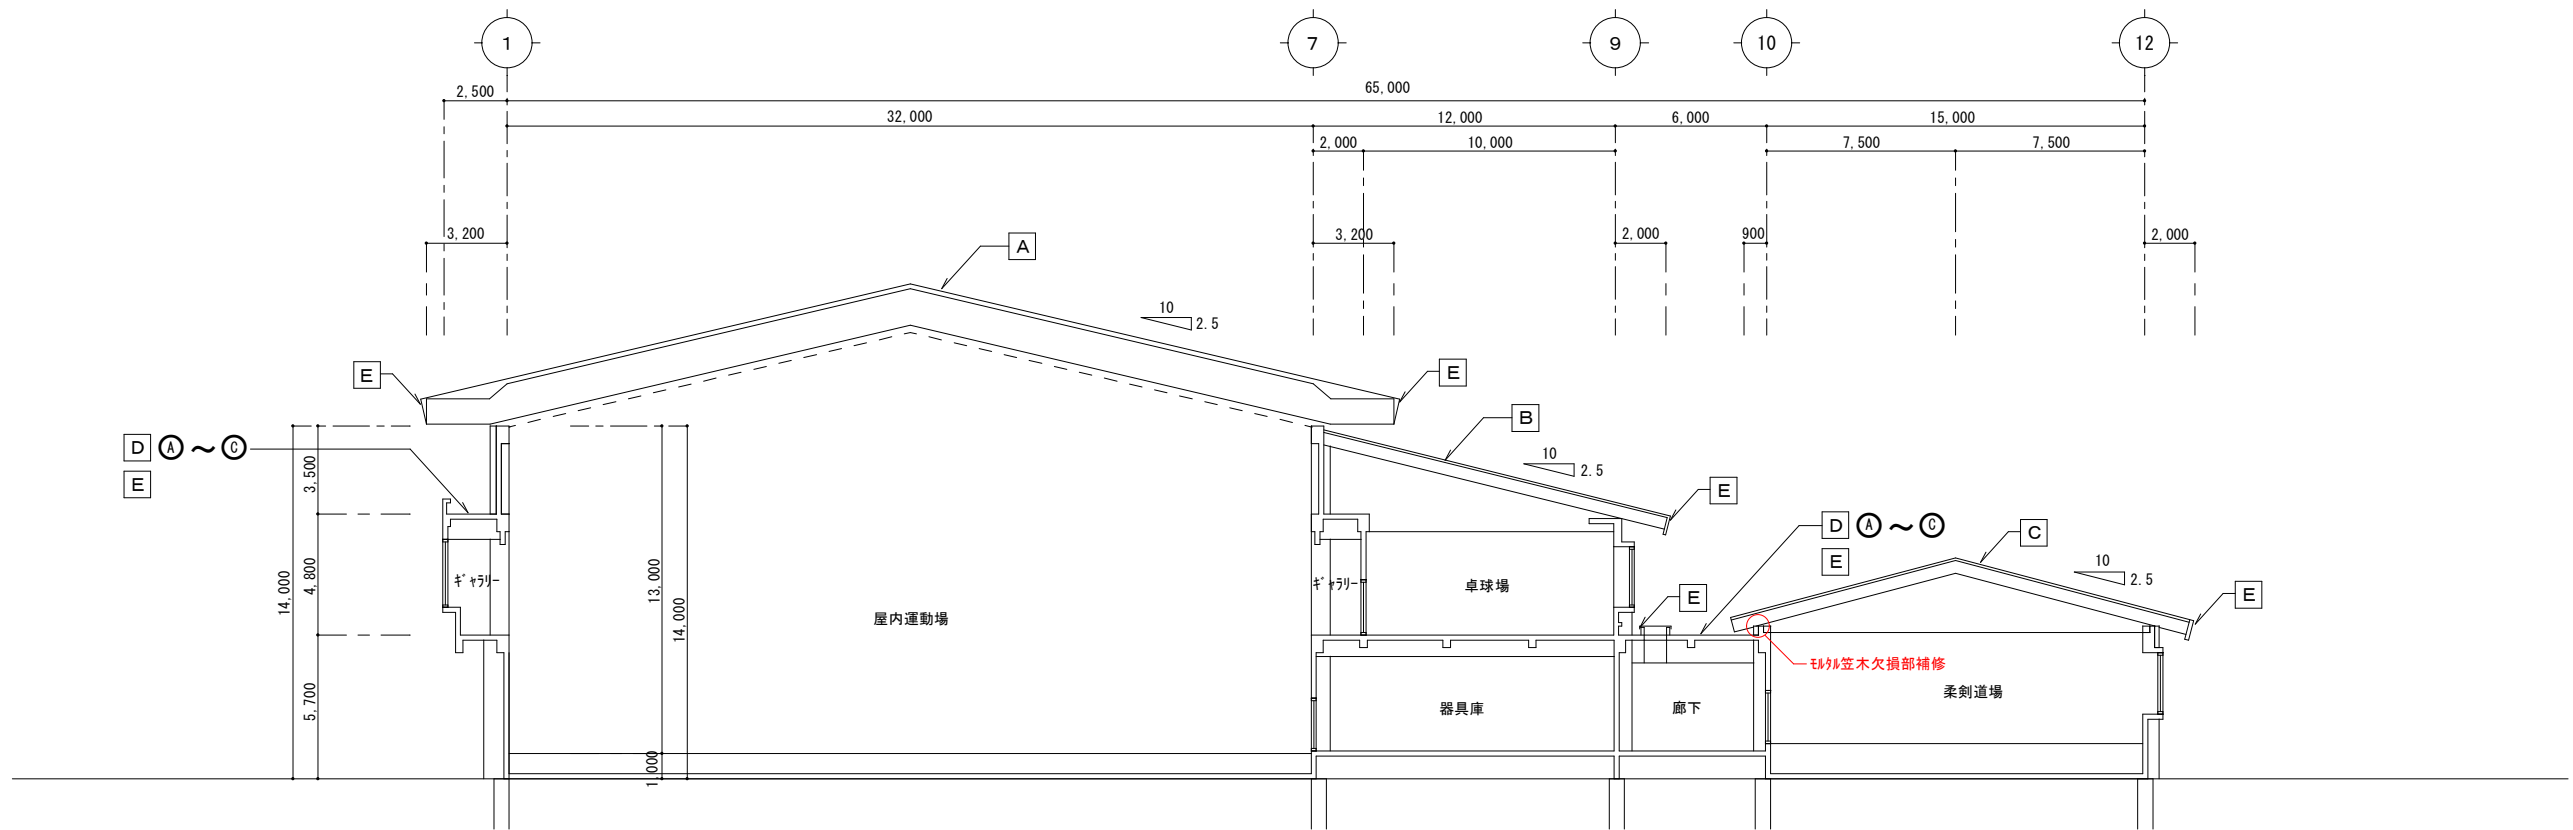 1
7
9
10
12
2,500
65,000
32,000
12,000
6,000
15,000
2,000
10,000
7,500
7,500
3,200
3,200
2,000
900
2,000
A
10
2.5
E
E
B
D Ⓐ ～ Ⓒ
E
10
2.5
E
D Ⓐ ～ Ⓒ
E
C
10
2.5
E
E
14,000
3,500
4,800
5,700
13,000
14,000
1,000
ｷﾞｬﾗﾘｰ
屋内運動場
ｷﾞｬﾗﾘｰ
卓球場
器具庫
廊下
ﾓﾙﾀﾙ笠木欠損部補修
柔剣道場